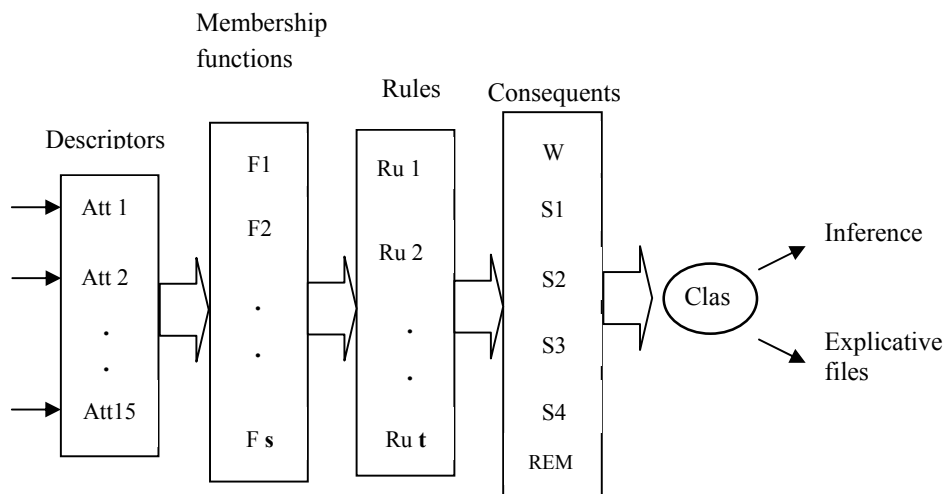 Membership
functions
Rules
Consequents
Descriptors
F1
F2
.
.
F s
Ru 1
Ru 2
.
.
Ru t
W
S1
S2
S3
S4
REM
Att 1
Att 2
.
.
Att15
Clas
Inference
Explicative
files